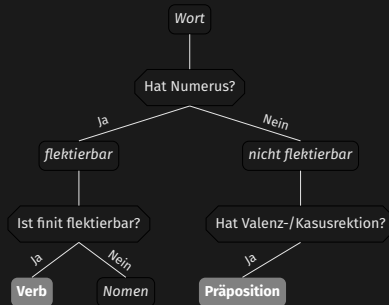 Wort
Hat Numerus?
Ja
Nein
flektierbar
nicht flektierbar
Ist finit flektierbar?
Hat Valenz-/Kasusrektion?
Ja
Nein
Ja
Verb
Nomen
Präposition